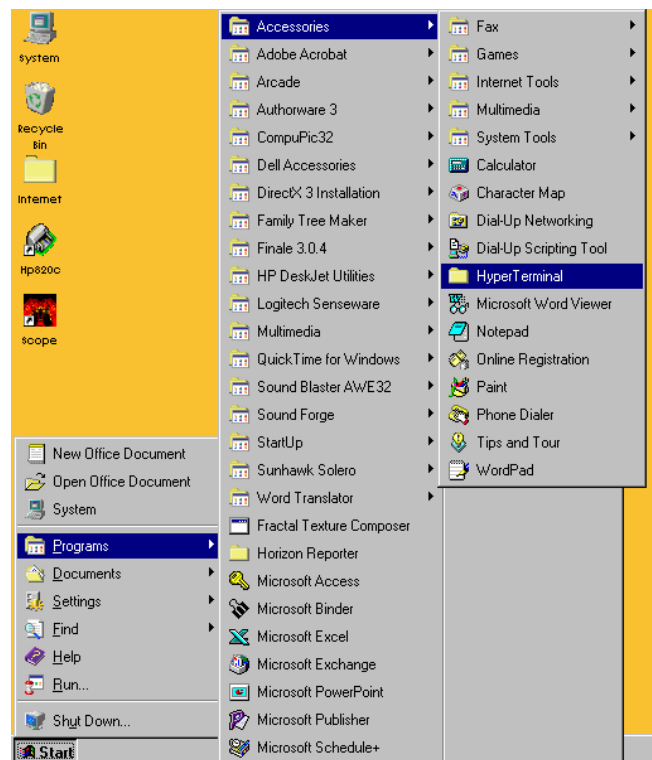 System
Recycle
Bin
Internet
Hp820c
Scope
New Office Document
Open Office Document
System
Programs
Documents
Settings
Find
Help
Run...
Shut Down...
Start
Accessories
Adobe Acrobat
Arcade
Authorware 3
CompuPic32
Dell Accessories
DirectX 3 Installation
Family Tree Maker
Finale 3.0.4
HP DeskJet Utilities
Logitech Senseware
Multimedia
QuickTime for Windows
Sound Blaster AWE32
Sound Forge
StartUp
Sunhawk Solero
Word Translator
Fractal Texture Composer
Horizon Reporter
Microsoft Access
Microsoft Binder
Microsoft Excel
Microsoft Exchange
Microsoft PowerPoint
Microsoft Publisher
Microsoft Schedule+
Fax
Games
Internet Tools
Multimedia
System Tools
Calculator
Character Map
Dial-Up Networking
Dial-Up Scripting Tool
HyperTerminal
Microsoft Word Viewer
Notepad
Online Registration
Paint
Phone Dialer
Tips and Tour
WordPad